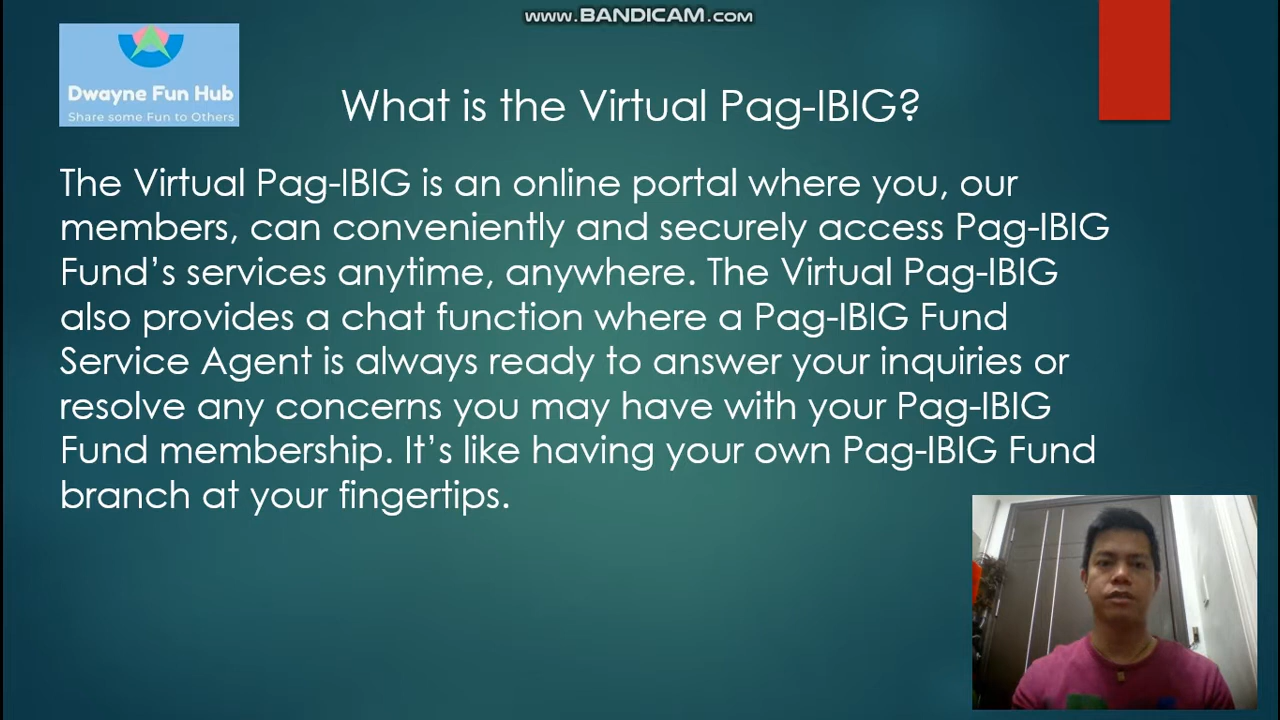 www.BANDICAM.com
Dwayne Fun Hub
Share some Fun to Others
What is the Virtual Pag-IBIG?
The Virtual Pag-IBIG is an online portal where you, our
members, can conveniently and securely access Pag-IBIG
Fund’s services anytime, anywhere. The Virtual Pag-IBIG
also provides a chat function where a Pag-IBIG Fund
Service Agent is always ready to answer your inquiries or
resolve any concerns you may have with your Pag-IBIG
Fund membership. It’s like having your own Pag-IBIG Fund
branch at your fingertips.